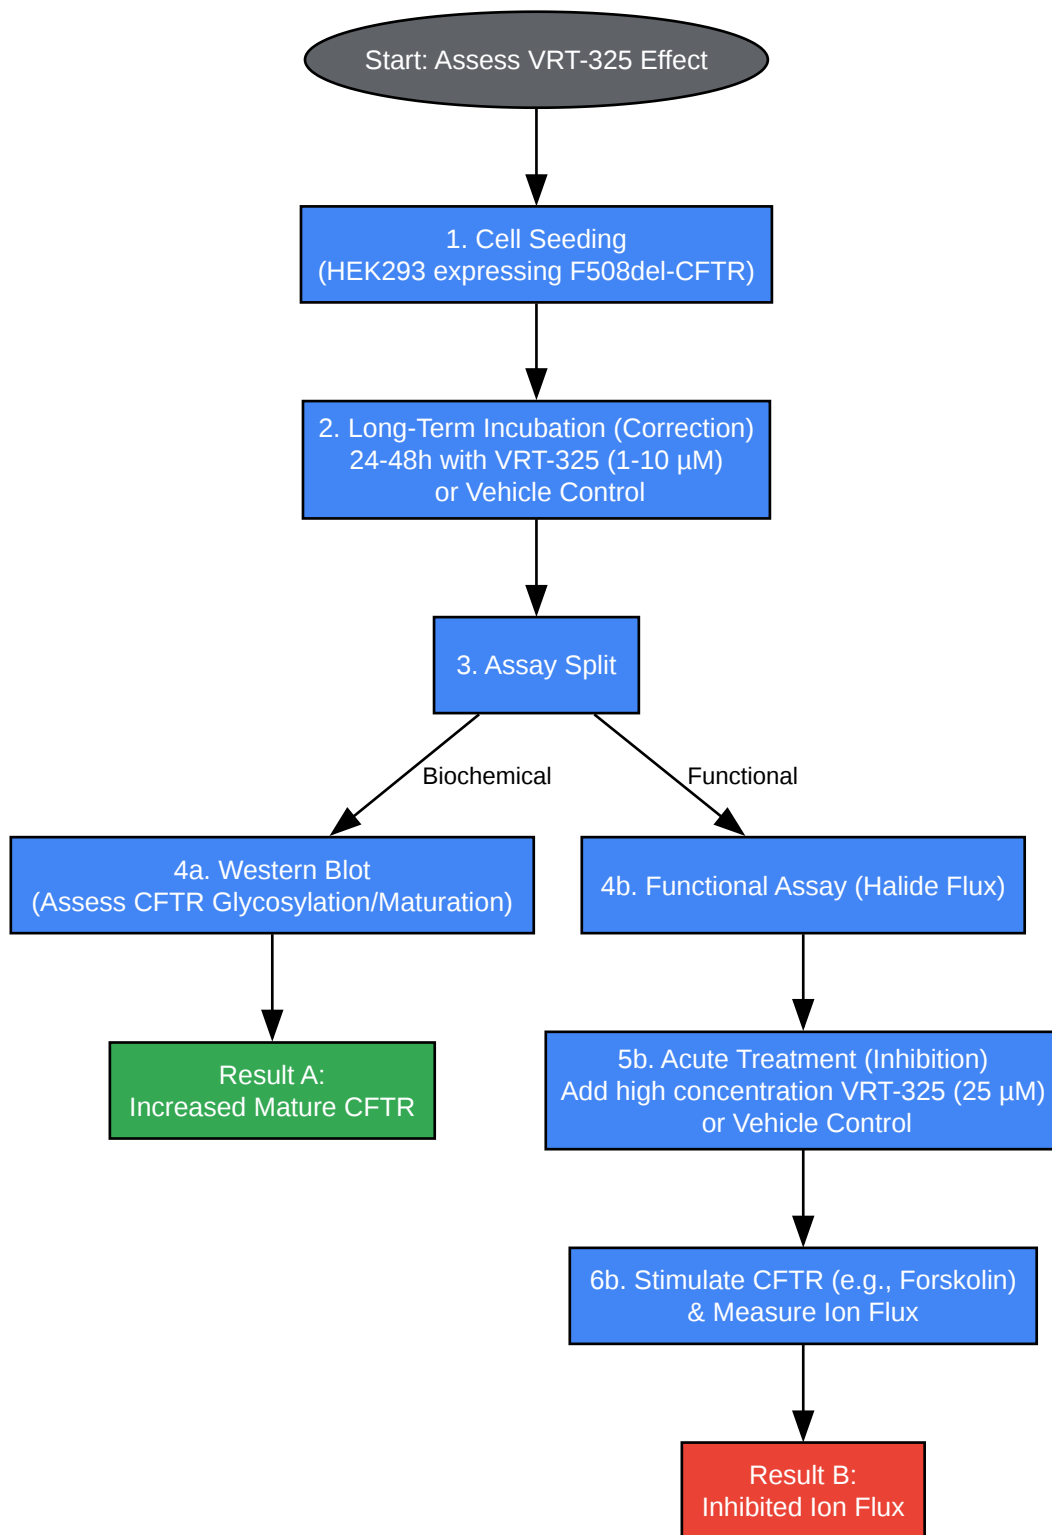 Start: Assess VRT-325 Effect
1. Cell Seeding
(HEK293 expressing F508del-CFTR)
2. Long-Term Incubation (Correction)
24-48h with VRT-325 (1-10 µM)
or Vehicle Control
3. Assay Split
Biochemical
Functional
4a. Western Blot
(Assess CFTR Glycosylation/Maturation)
4b. Functional Assay (Halide Flux)
Result A:
Increased Mature CFTR
5b. Acute Treatment (Inhibition)
Add high concentration VRT-325 (25 µM)
or Vehicle Control
6b. Stimulate CFTR (e.g., Forskolin)
& Measure Ion Flux
Result B:
Inhibited Ion Flux